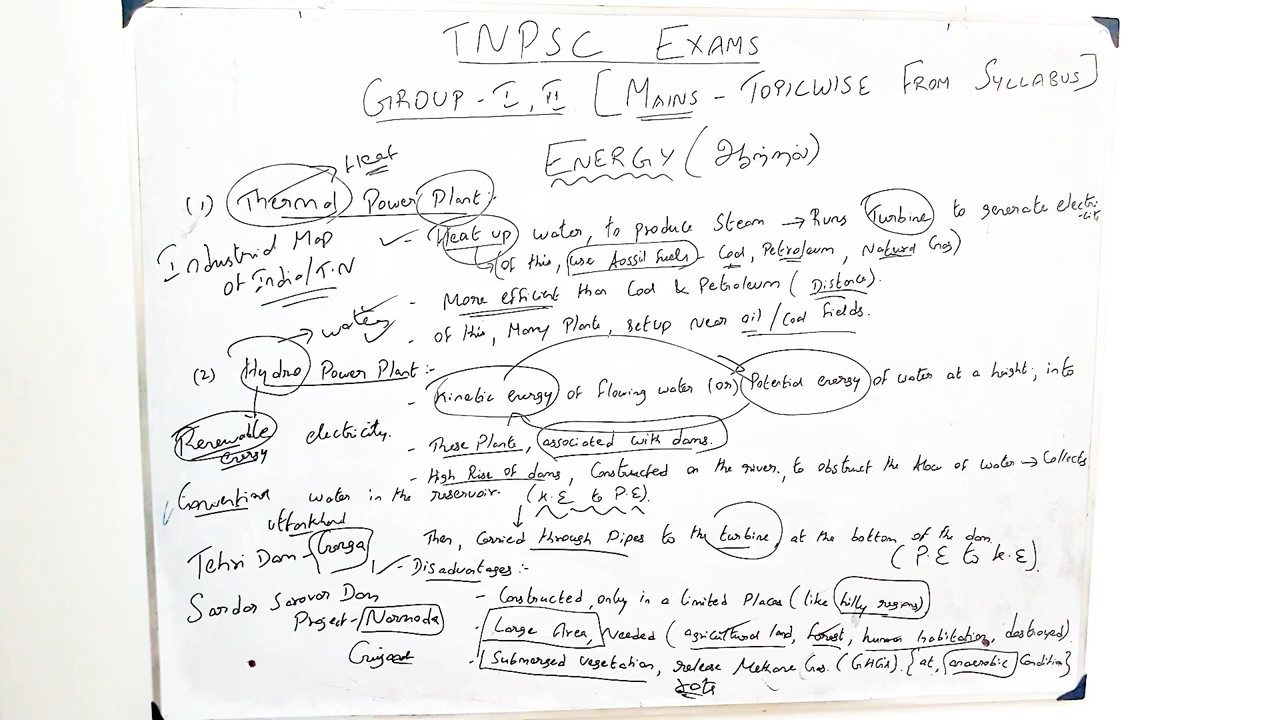 TNPSC EXAMS
GROUP - I, II [MAINS - TOPICWISE FROM SYLLABUS]
ENERGY (ஆற்றல்)
Heat
(1) Thermal Power Plant:-
Industrial Map
of India/T.N
- Heat up water, to produce Steam → Runs Turbine to generate electri
-city
(of this, use Fossil fuels - Coal, Petroleum, Natural Gas)
- More efficient than Coal & Petroleum (Distance).
- of this, Many Plants, setup near oil/Coal Fields.
→ water
(2) Hydro Power Plant:-
- Kinetic energy of flowing water (or) Potential energy of water at a height; into
Renewable
energy
electricity.
- These Plants, associated with dams.
- High Rise of dams, Constructed on the river, to obstruct the flow of water → Collects
Convention
water in the reservoir. (K.E to P.E).
Uttarkhand
Then, Carried through Pipes to the turbine, at the bottom of the dam.
(P.E to K.E).
Tehri Dam - Ganga
- Disadvantages:-
Sardar Sarovar Dam
Project - Narmada
Gujarat
- Constructed, only in a limited Places (like hilly regions)
- Large Area, Needed (agricultural land, forest, human habitation, destroyed).
- Submerged vegetation, release Methane Gas. (GHGs). {at, anaerobic Condition}
rots